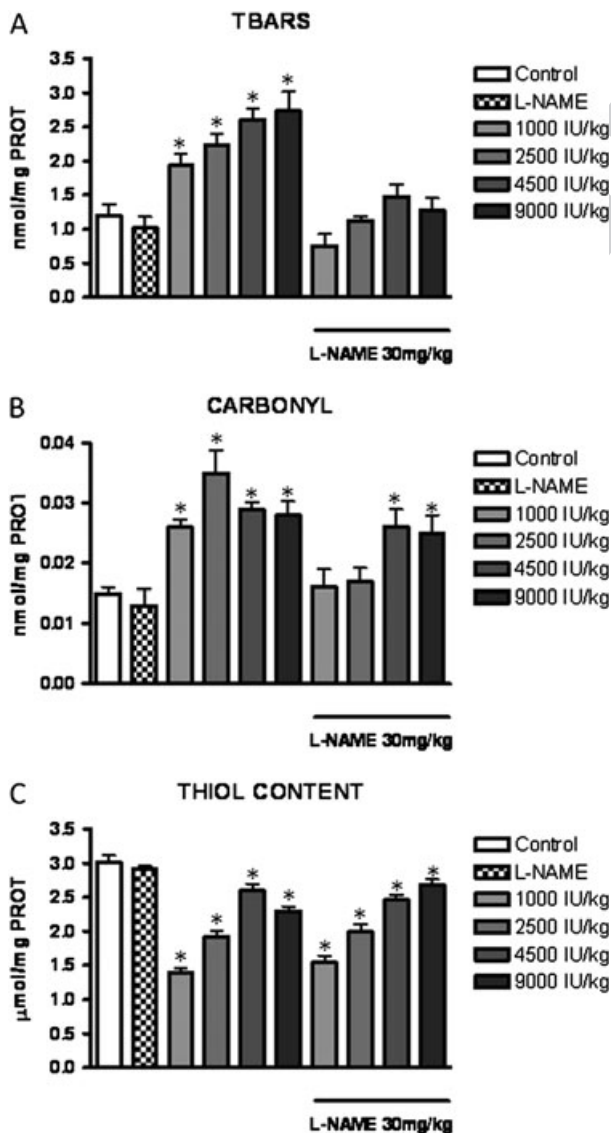 A
TBARS
nmol/mg PROT
3.5
3.0
2.5
2.0
1.5
1.0
0.5
0.0
* * * *
Control
L-NAME
1000 IU/kg
2500 IU/kg
4500 IU/kg
9000 IU/kg
L-NAME 30mg/kg
B
CARBONYL
nmol/mg PROT
0.04
0.03
0.02
0.01
0.00
* * * * * *
Control
L-NAME
1000 IU/kg
2500 IU/kg
4500 IU/kg
9000 IU/kg
L-NAME 30mg/kg
C
THIOL CONTENT
μmol/mg PROT
3.5
3.0
2.5
2.0
1.5
1.0
0.5
0.0
* * * * * * * *
Control
L-NAME
1000 IU/kg
2500 IU/kg
4500 IU/kg
9000 IU/kg
L-NAME 30mg/kg